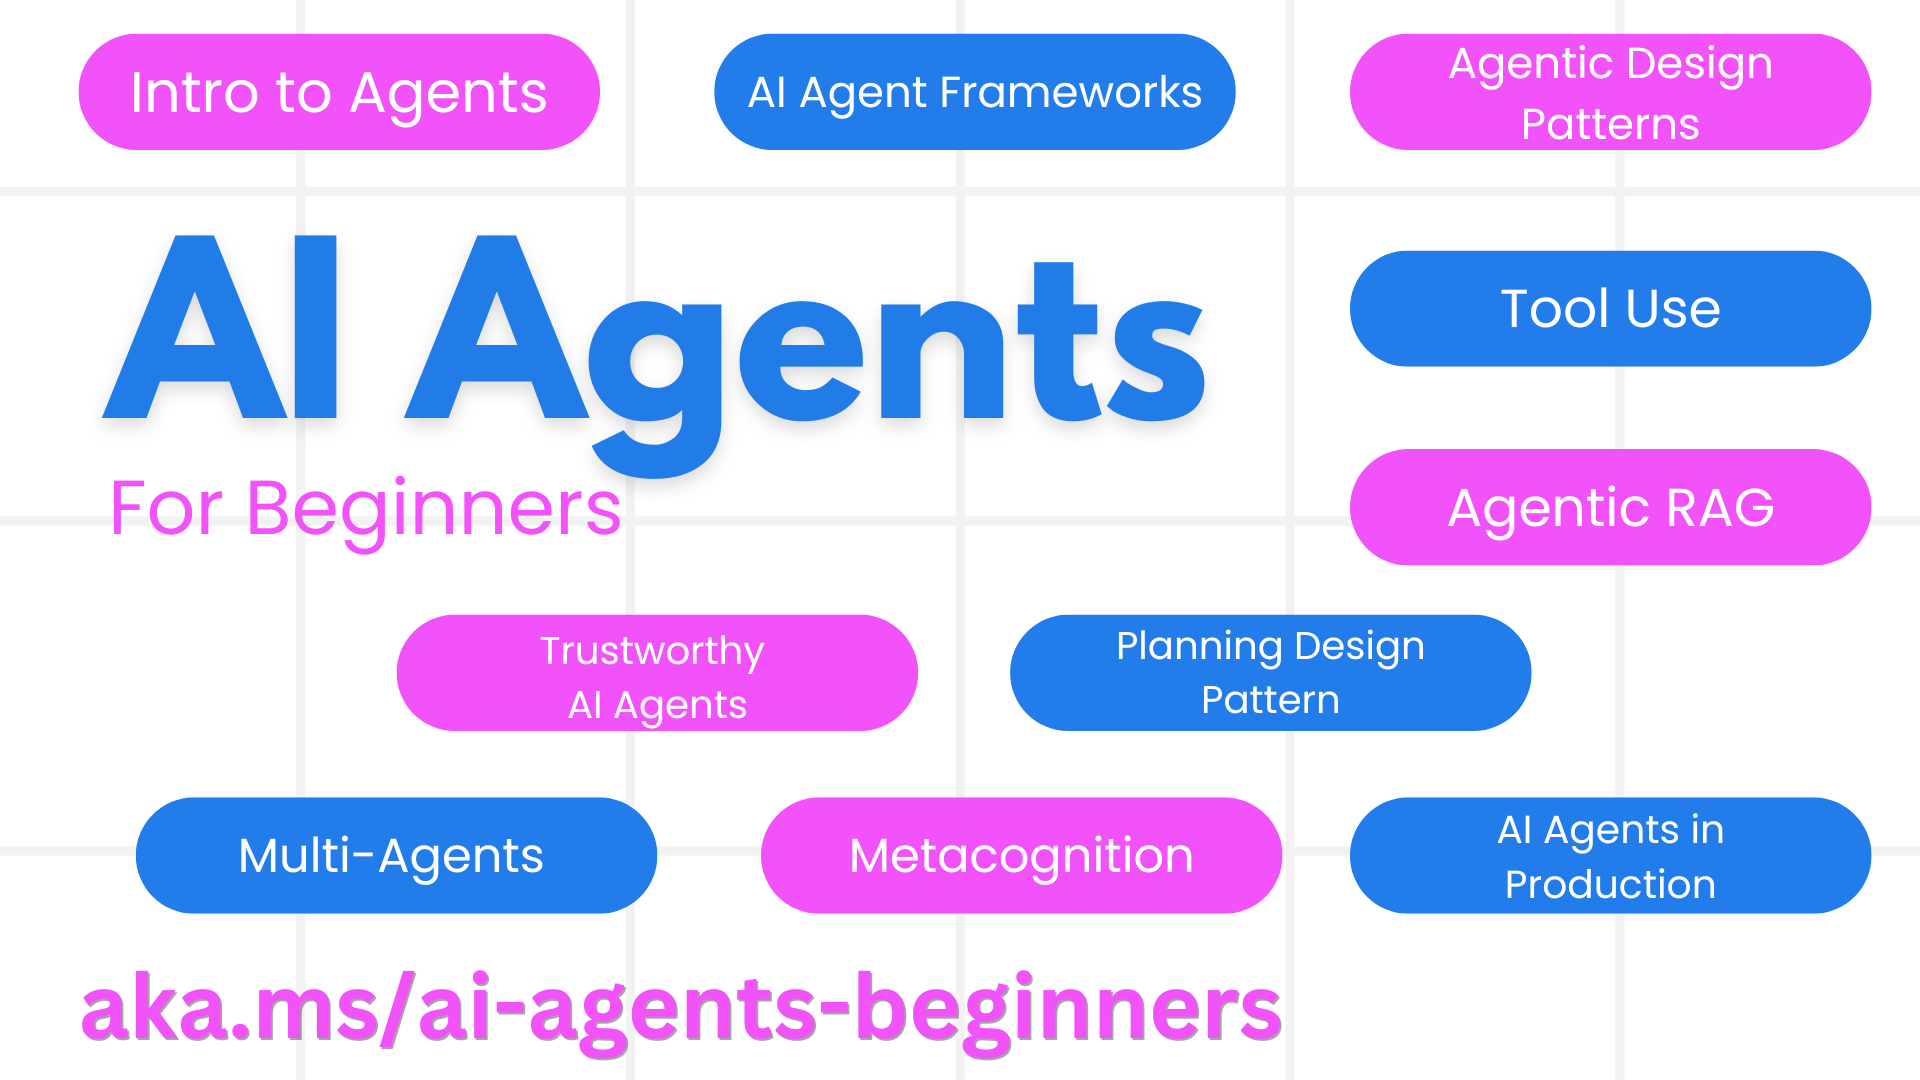 Intro to Agents
AI Agent Frameworks
Agentic Design
Patterns
AI Agents
For Beginners
Tool Use
Agentic RAG
Trustworthy
AI Agents
Planning Design
Pattern
Multi-Agents
Metacognition
AI Agents in
Production
aka.ms/ai-agents-beginners